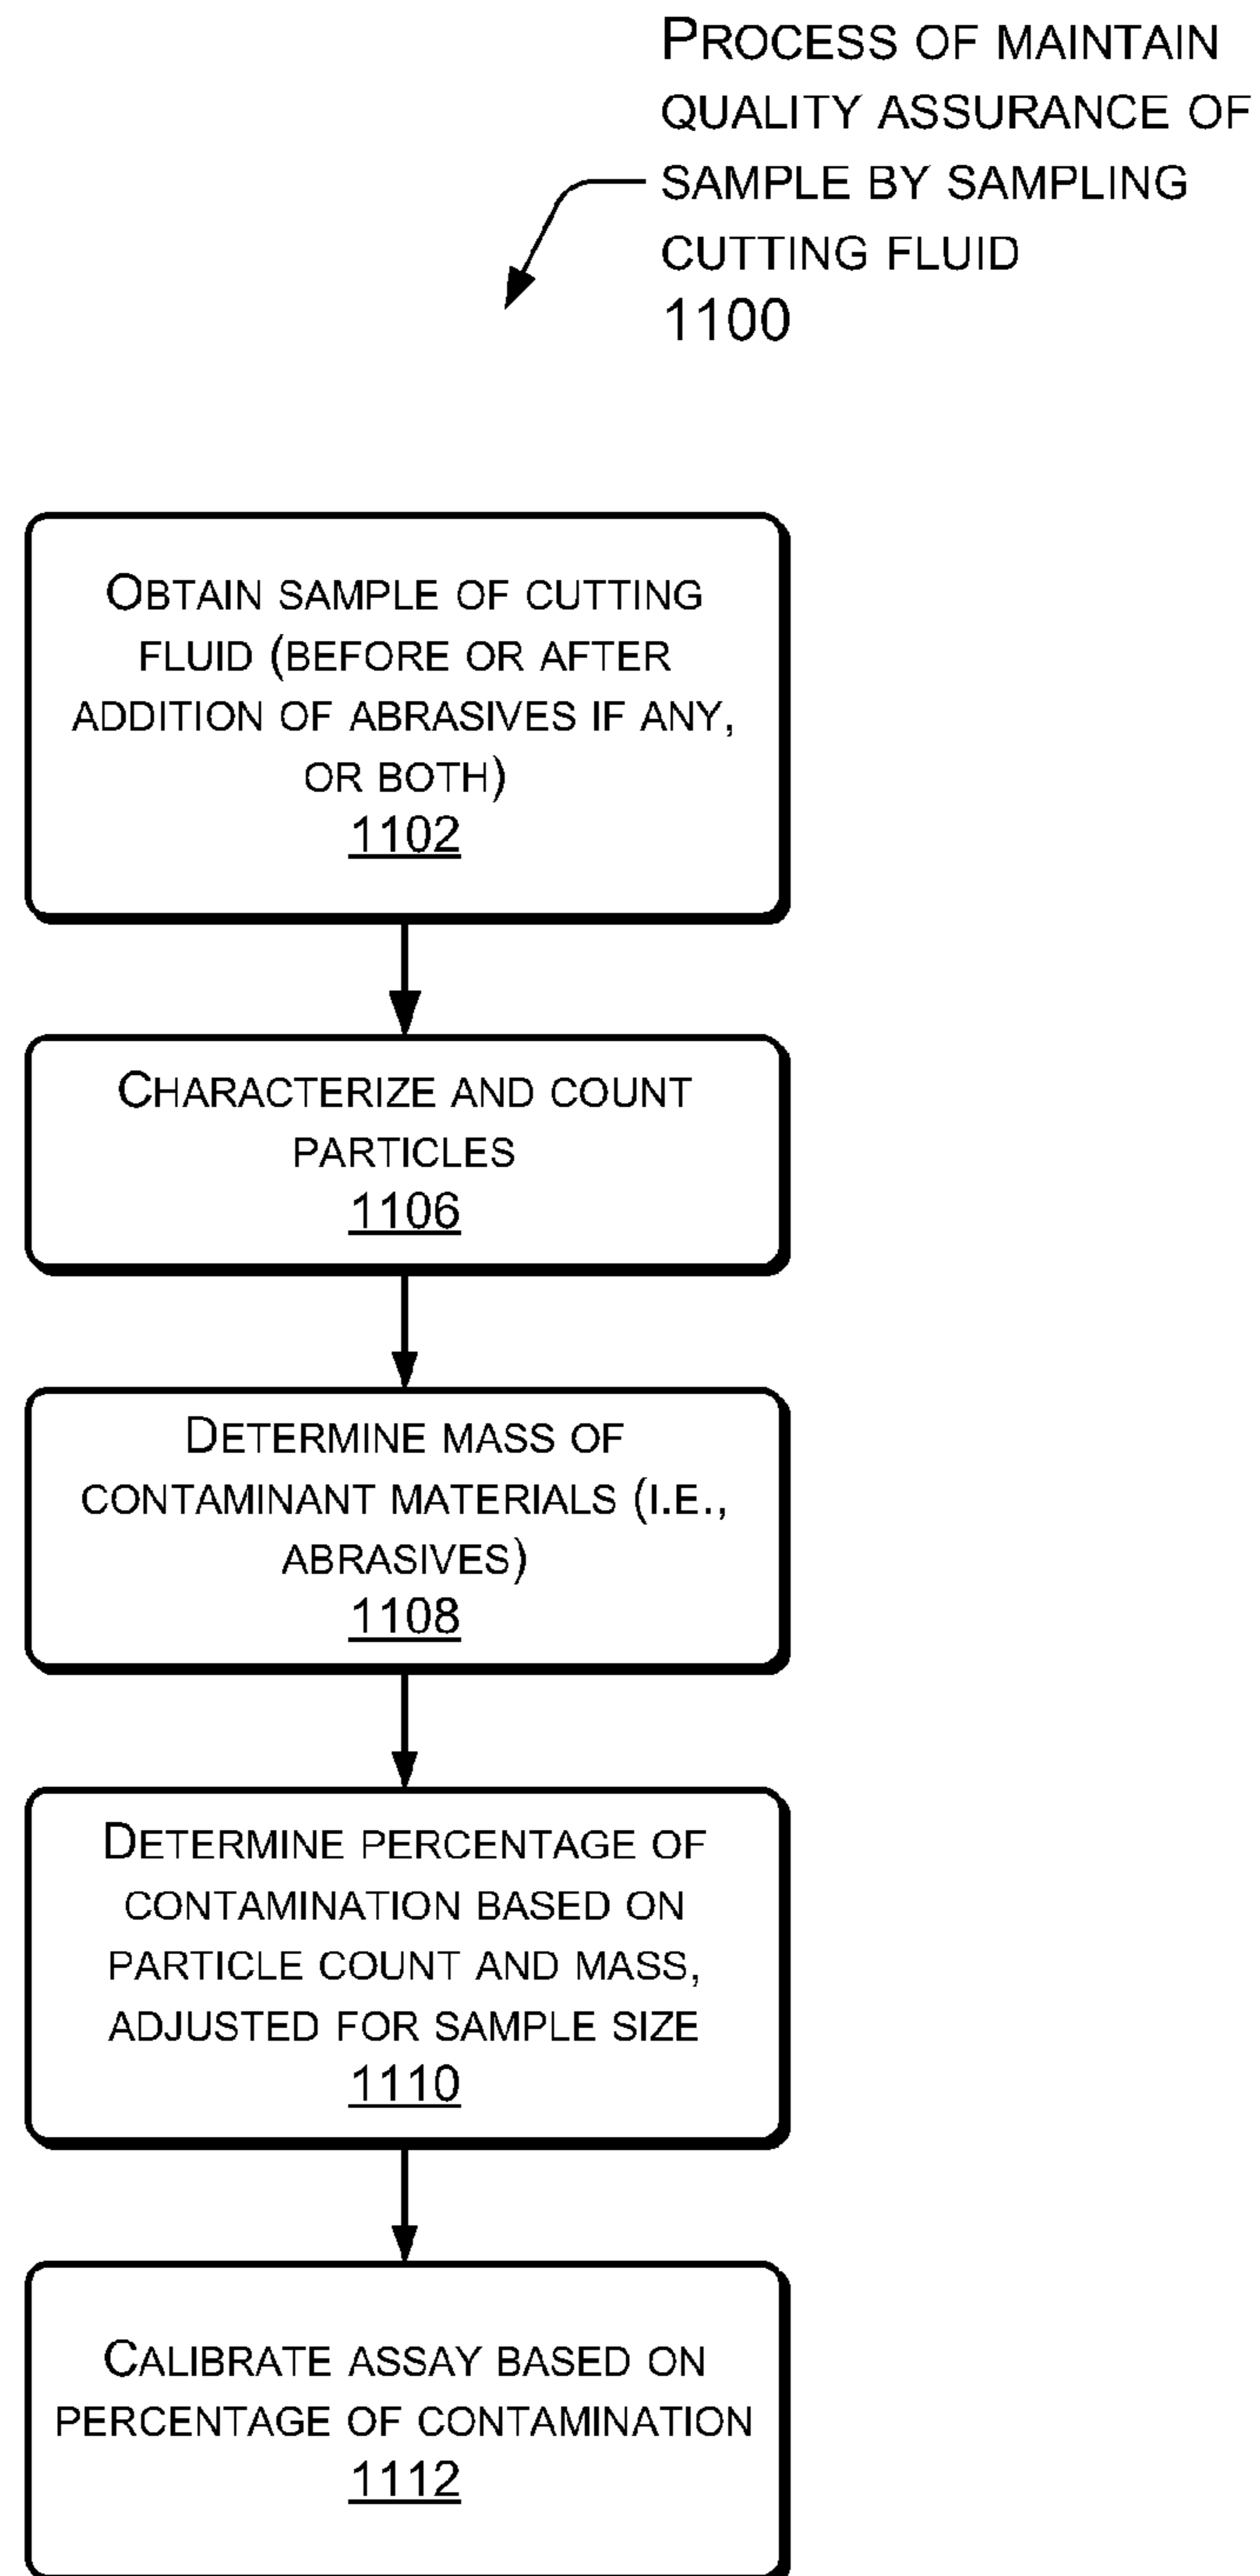 PROCESS OF MAINTAIN
QUALITY ASSURANCE OF
SAMPLE BY SAMPLING
CUTTING FLUID
1100
OBTAIN SAMPLE OF CUTTING
FLUID (BEFORE OR AFTER
ADDITION OF ABRASIVES IF ANY,
OR BOTH)
1102
CHARACTERIZE AND COUNT
PARTICLES
1106
DETERMINE MASS OF
CONTAMINANT MATERIALS (I.E.,
ABRASIVES)
1108
DETERMINE PERCENTAGE OF
CONTAMINATION BASED ON
PARTICLE COUNT AND MASS,
ADJUSTED FOR SAMPLE SIZE
1110
CALIBRATE ASSAY BASED ON
PERCENTAGE OF CONTAMINATION
1112